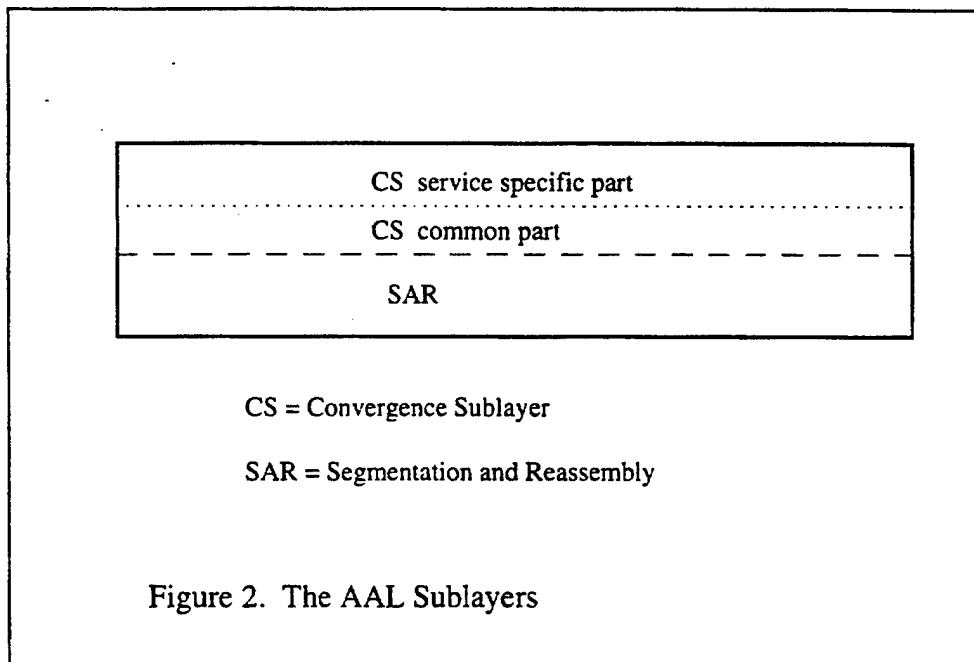 CS service specific part
CS common part
SAR
CS = Convergence Sublayer
SAR = Segmentation and Reassembly
Figure 2. The AAL Sublayers